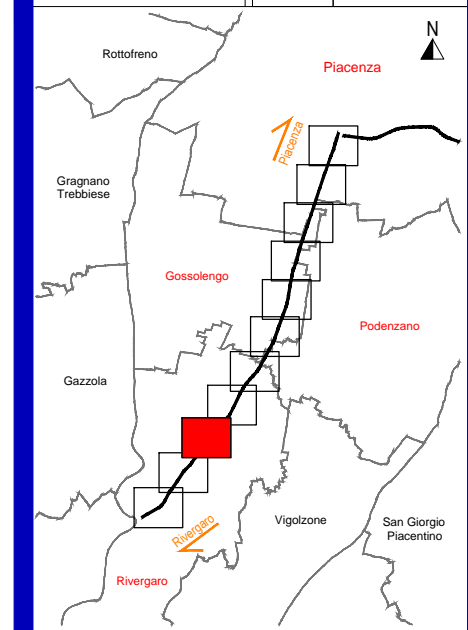 N
Rottofreno
Piacenza
Piacenza
Gragnano
Trebbiese
Gossolengo
Podenzano
Gazzola
Vigolzone
San Giorgio
Piacentino
Rivergaro
Rivergaro